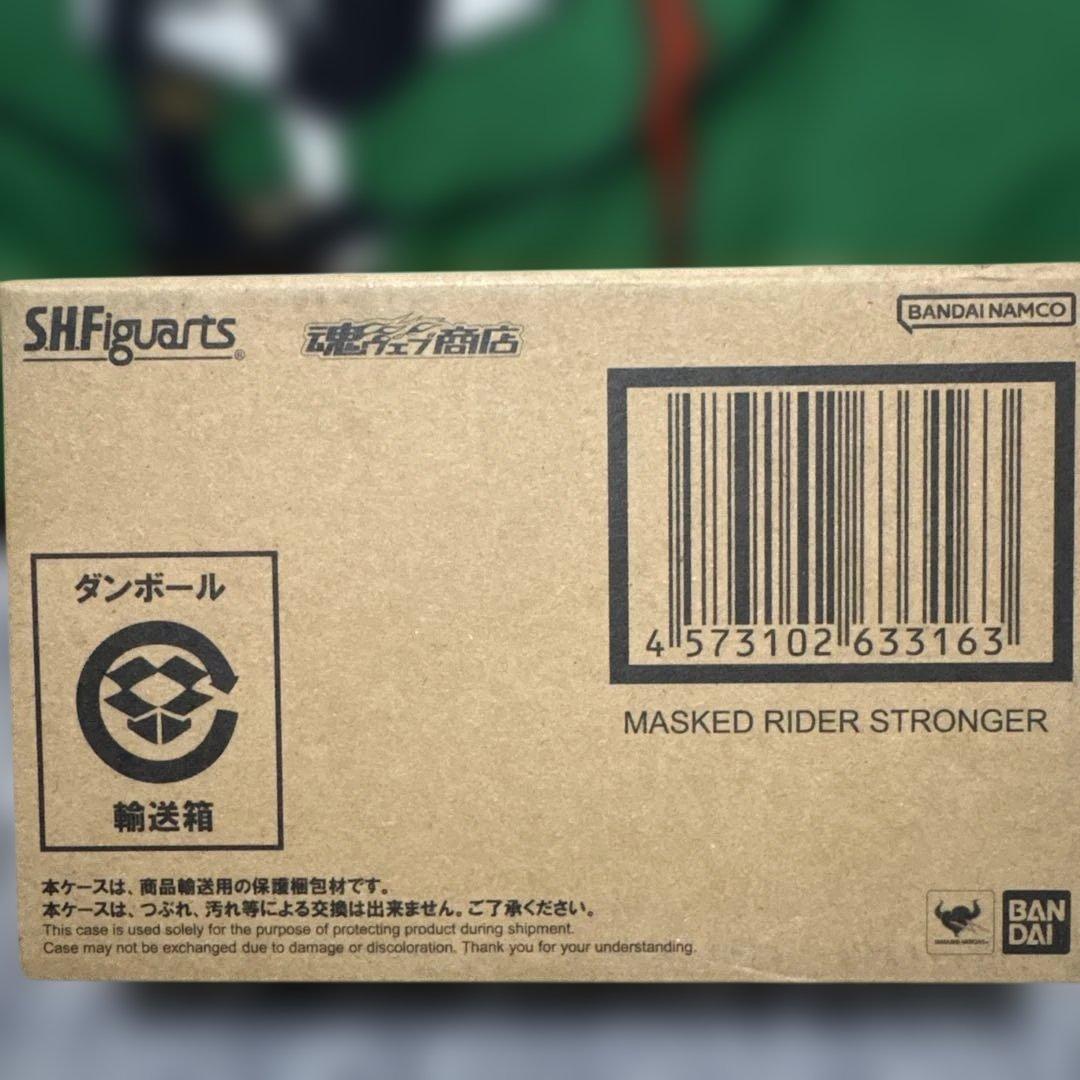 S.H.Figuarts®
魂ウェブ商店
BANDAI NAMCO
4 573102 633163
MASKED RIDER STRONGER
ダンボール
輸送箱
本ケースは、商品輸送用の保護梱包材です。
本ケースは、つぶれ、汚れ等による交換は出来ません。ご了承ください。
This case is used solely for the purpose of protecting product during shipment.
Case may not be exchanged due to damage or discoloration. Thank you for your understanding.
BAN
DAI